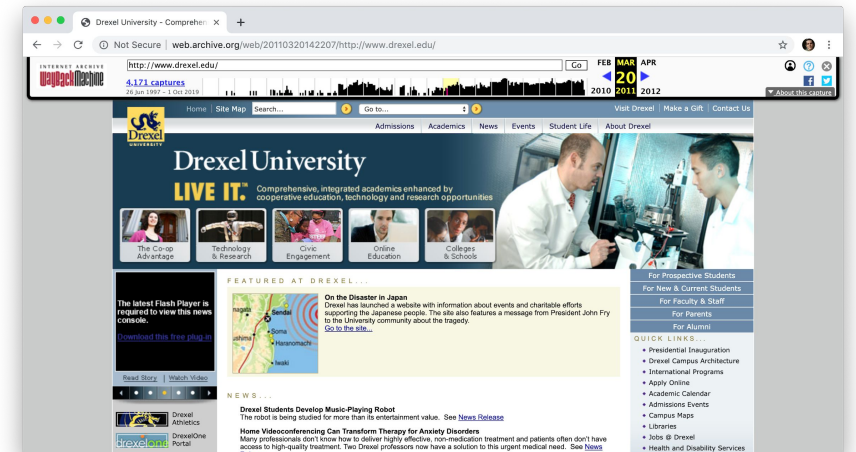 Drexel University - Comprehen
Not Secure | web.archive.org/web/20110320142207/http://www.drexel.edu/
INTERNET ARCHIVE
WayBackMachine
http://www.drexel.edu/
Go
FEB MAR APR
20
2010 2011 2012
4,171 captures
26 Jun 1997 - 1 Oct 2019
About this capture
Drexel
UNIVERSITY
Home | Site Map
Search...
Go to...
Visit Drexel | Make a Gift | Contact Us
Admissions Academics News Events Student Life About Drexel
Drexel University
LIVE IT.™ Comprehensive, integrated academics enhanced by
cooperative education, technology and research opportunities
The Co-op
Advantage
Technology
& Research
Civic
Engagement
Online
Education
Colleges
& Schools
The latest Flash Player is
required to view this news
console.
Download this free plug-in
Read Story | Watch Video
Drexel
Athletics
drexelone
DrexelOne
Portal
FEATURED AT DREXEL...
nagata
Sendai
Soma
ushima
Haranomachi
Iwaki
On the Disaster in Japan
Drexel has launched a website with information about events and charitable efforts
supporting the Japanese people. The site also features a message from President John Fry
to the University community about the tragedy.
Go to the site...
NEWS...
Drexel Students Develop Music-Playing Robot
The robot is being studied for more than its entertainment value. See News Release
Home Videoconferencing Can Transform Therapy for Anxiety Disorders
Many professionals don't know how to deliver highly effective, non-medication treatment and patients often don't have
access to high-quality treatment. Two Drexel professors now have a solution to this urgent medical need. See News
For Prospective Students
For New & Current Students
For Faculty & Staff
For Parents
For Alumni
QUICK LINKS...
Presidential Inauguration
Drexel Campus Architecture
International Programs
Apply Online
Academic Calendar
Admissions Events
Campus Maps
Libraries
Jobs @ Drexel
Health and Disability Services